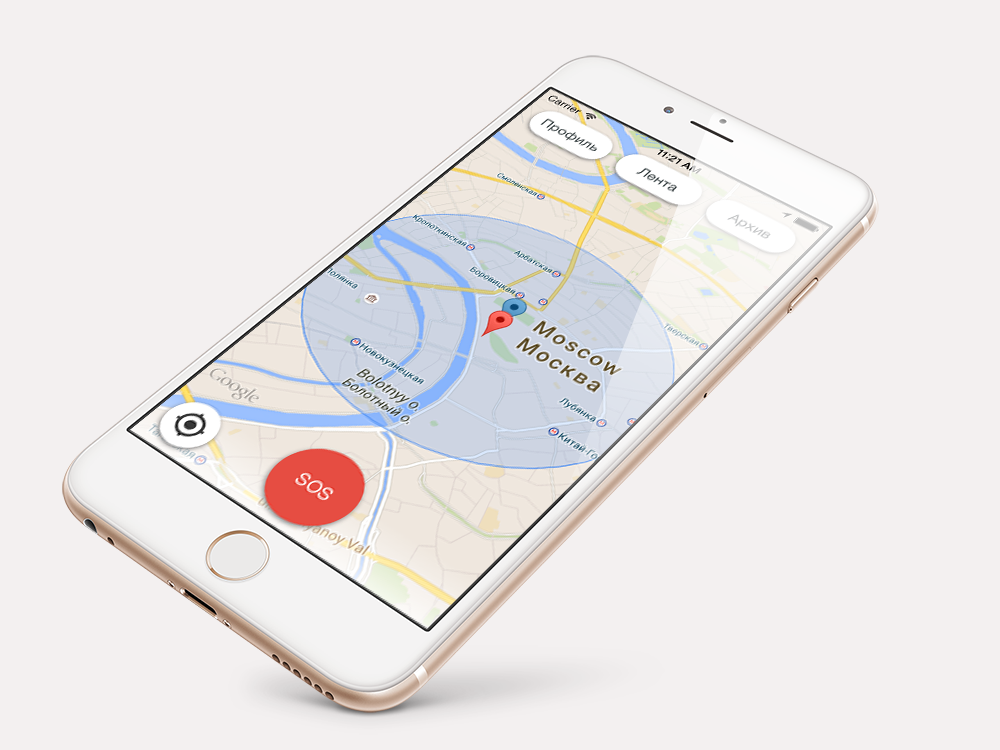 Carrier
11:21 AM
Профиль
Лента
Архив
Смоленская
Кропоткинская
Арбатская
Боровицкая
Полянка
Тверская
Moscow
Москва
Новокузнецкая
Bolotnyy o.
Болотный о.
Лубянка
Китай-Го
Google
SOS
yanoy Val